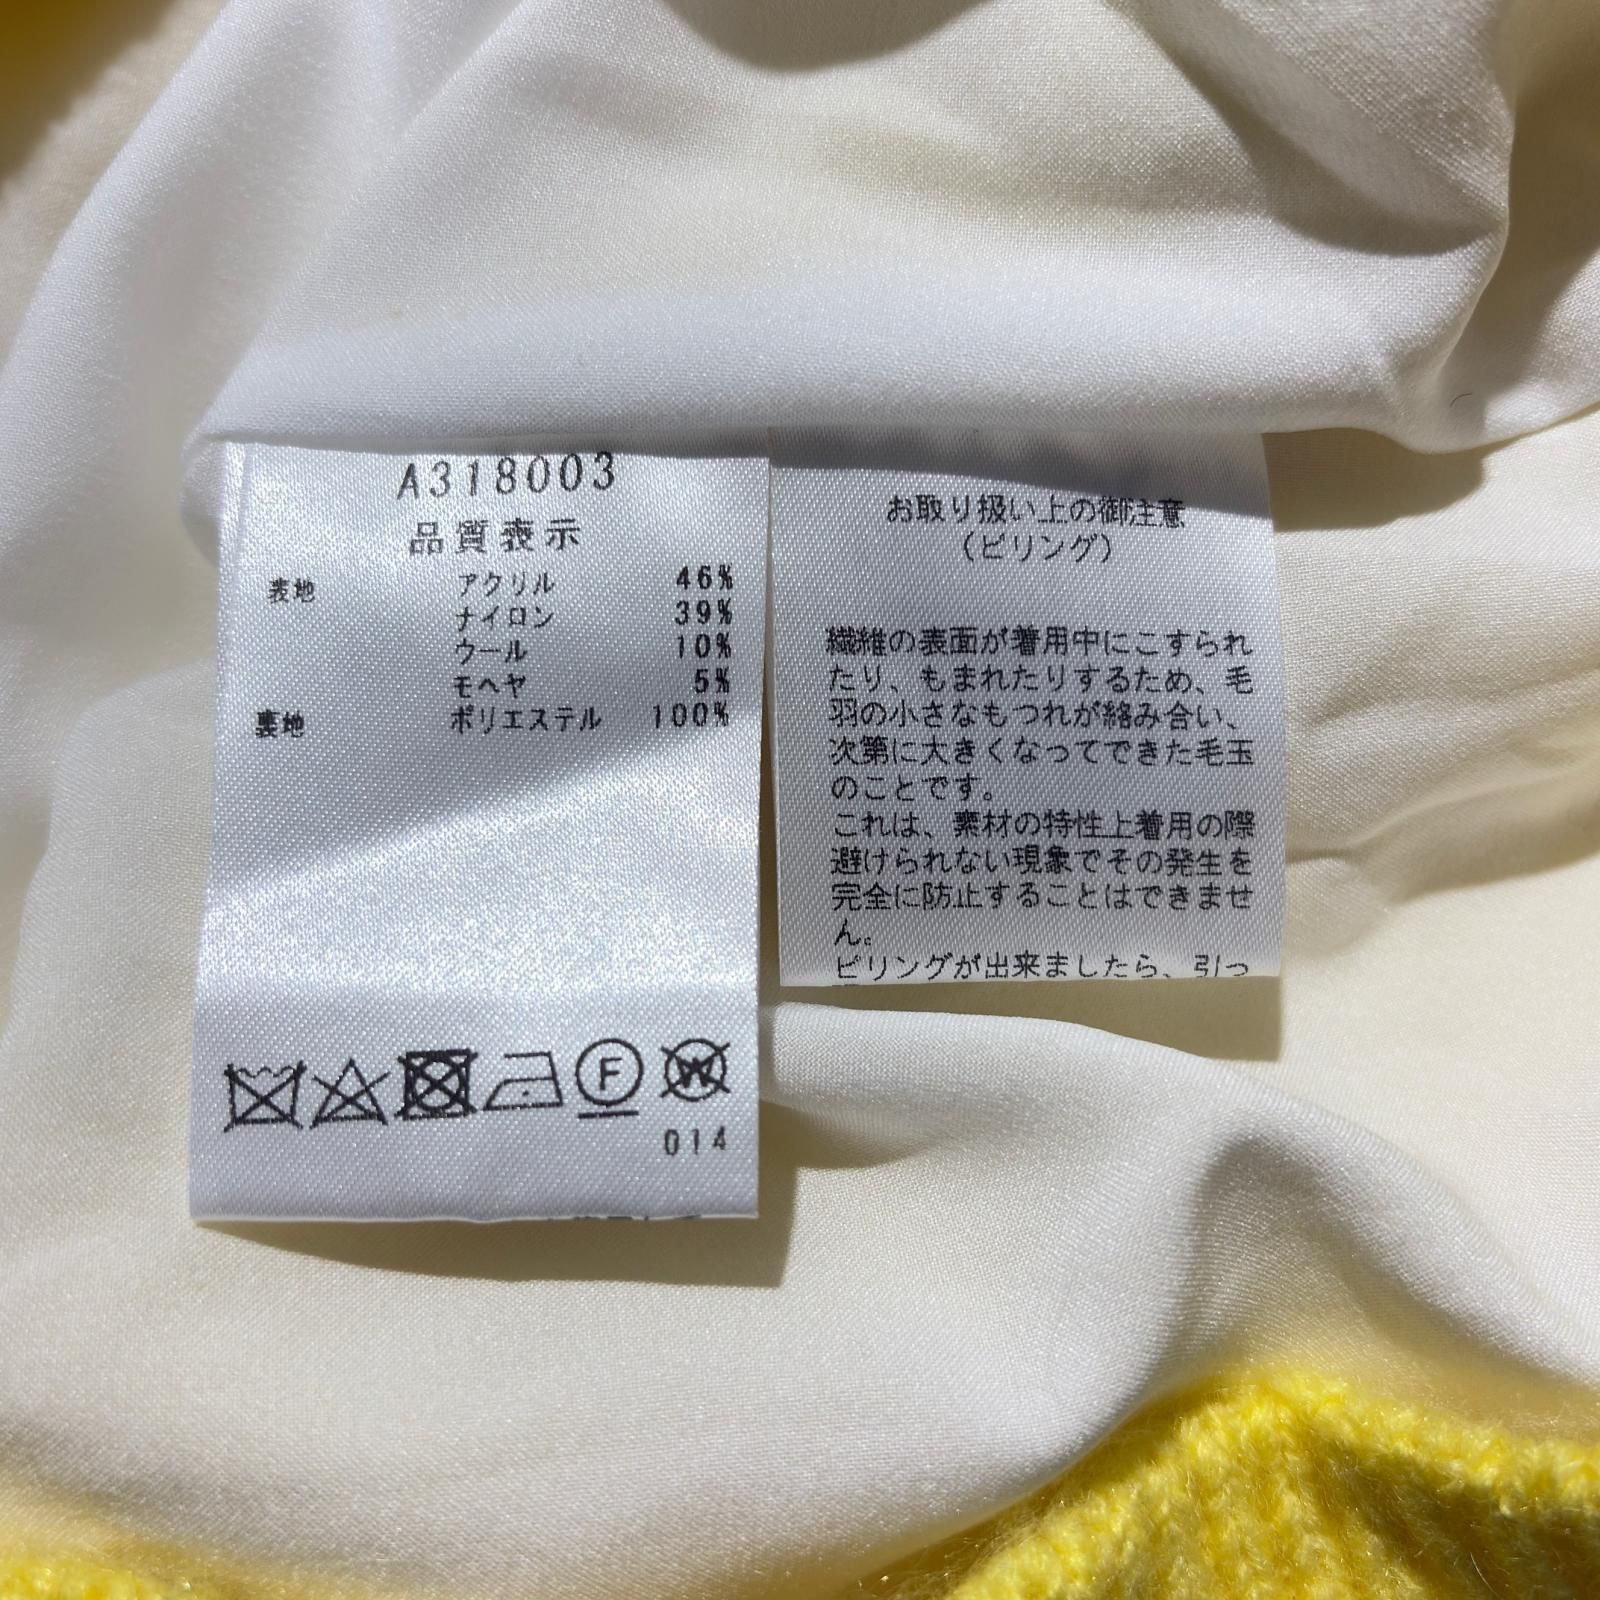 A318003
品質表示
表地 アクリル 46%
ナイロン 39%
ウール 10%
モヘヤ 5%
裏地 ポリエステル 100%
F W
014
お取り扱い上の御注意
(ピリング)
繊維の表面が着用中にこすられ
たり、もまれたりするため、毛
羽の小さなもつれが絡み合い、
次第に大きくなってできた毛玉
のことです。
これは、素材の特性上着用の際
避けられない現象でその発生を
完全に防止することはできませ
ん。
ピリングが出来ましたら、引っ